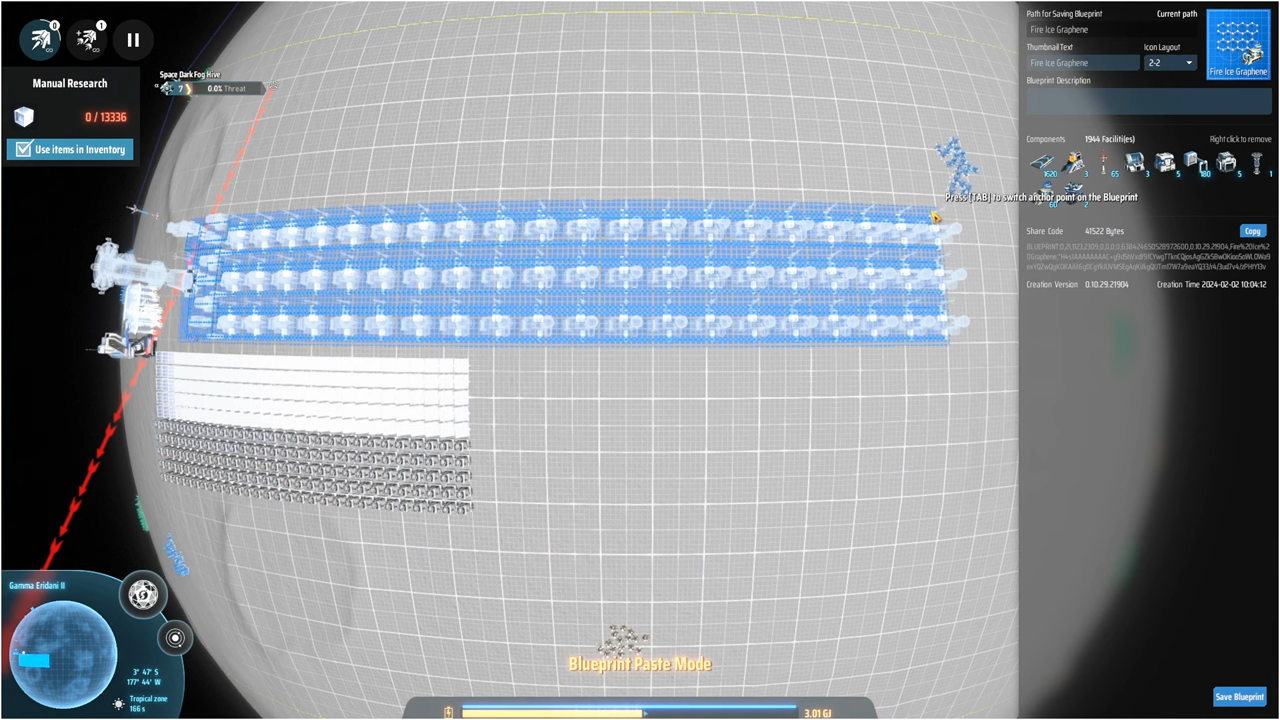 0
1
Manual Research
0 / 13336
Use items in Inventory
Space Dark Fog Hive
7
0.0% Threat
Path for Saving Blueprint
Current path
Fire Ice Graphene
Thumbnail Text
Icon Layout
Fire Ice Graphene
2-2
Fire Ice Graphene
Blueprint Description
Components
1944 Faciliti(es)
Right click to remove
1620
3
65
3
5
180
5
1
60
2
Press [TAB] to switch anchor point on the Blueprint
Share Code
41522 Bytes
Copy
Creation Version
0.10.29.21904
Creation Time 2024-02-02 10:04:12
Gamma Eridani II
3° 47' S
177° 44' W
Tropical zone
166 s
Blueprint Paste Mode
3.01 GJ
Save Blueprint